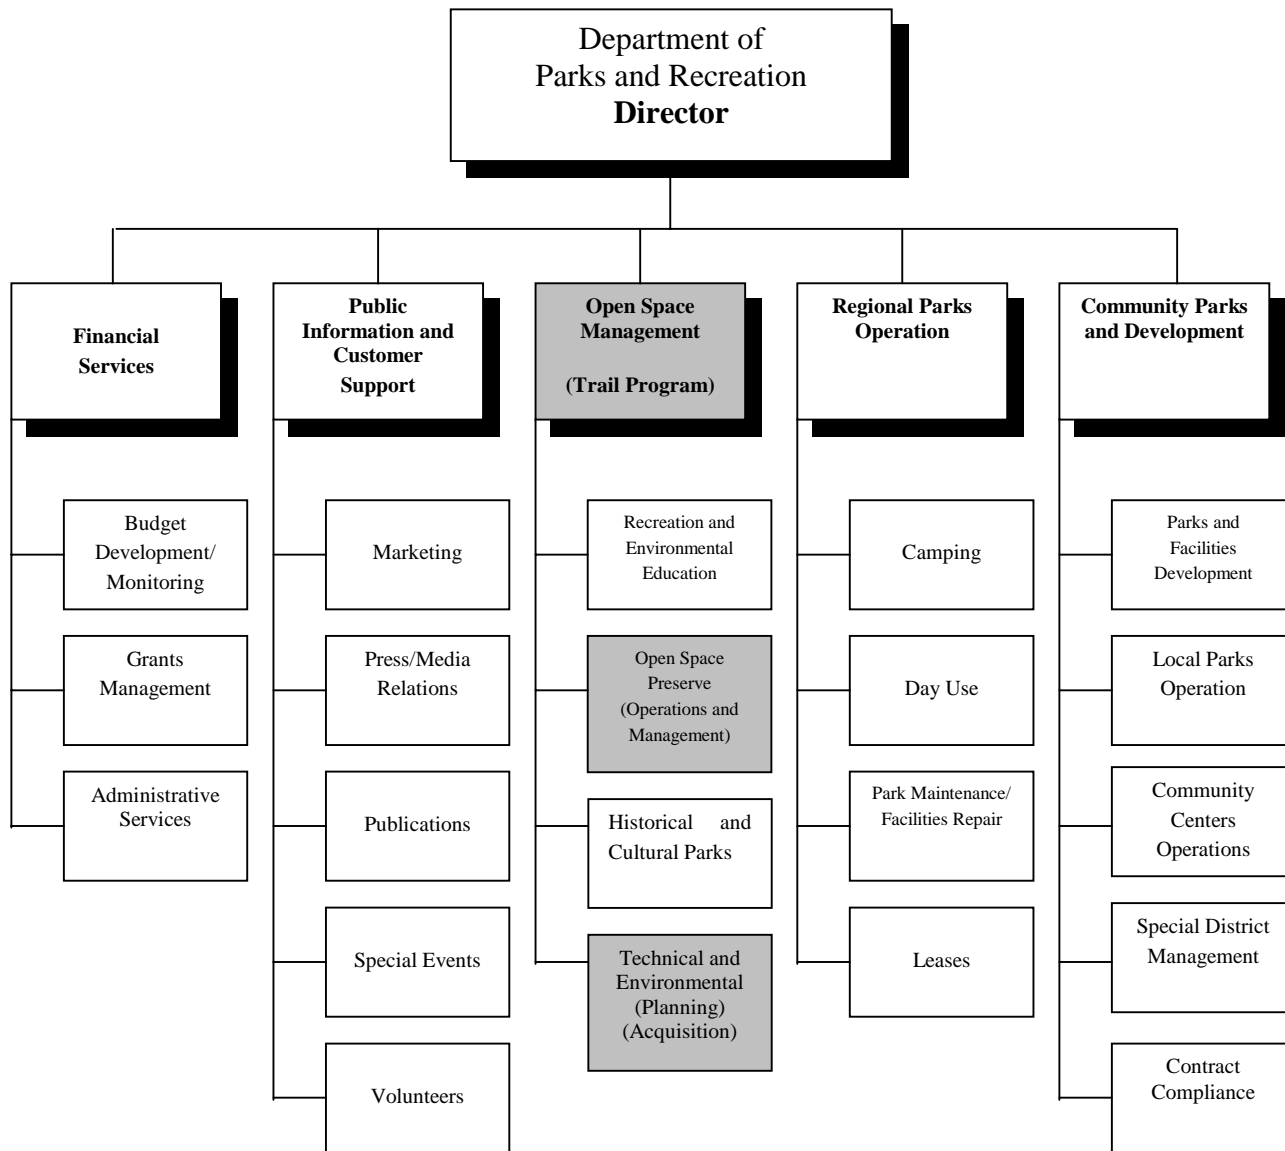 Department of
Parks and Recreation
Director
Financial
Services
Public
Information and
Customer
Support
Open Space
Management
(Trail Program)
Regional Parks
Operation
Community Parks
and Development
Budget
Development/
Monitoring
Grants
Management
Administrative
Services
Marketing
Press/Media
Relations
Publications
Special Events
Volunteers
Recreation and
Environmental
Education
Open Space
Preserve
(Operations and
Management)
Historical and
Cultural Parks
Technical and
Environmental
(Planning)
(Acquisition)
Camping
Day Use
Park Maintenance/
Facilities Repair
Leases
Parks and
Facilities
Development
Local Parks
Operation
Community
Centers
Operations
Special District
Management
Contract
Compliance